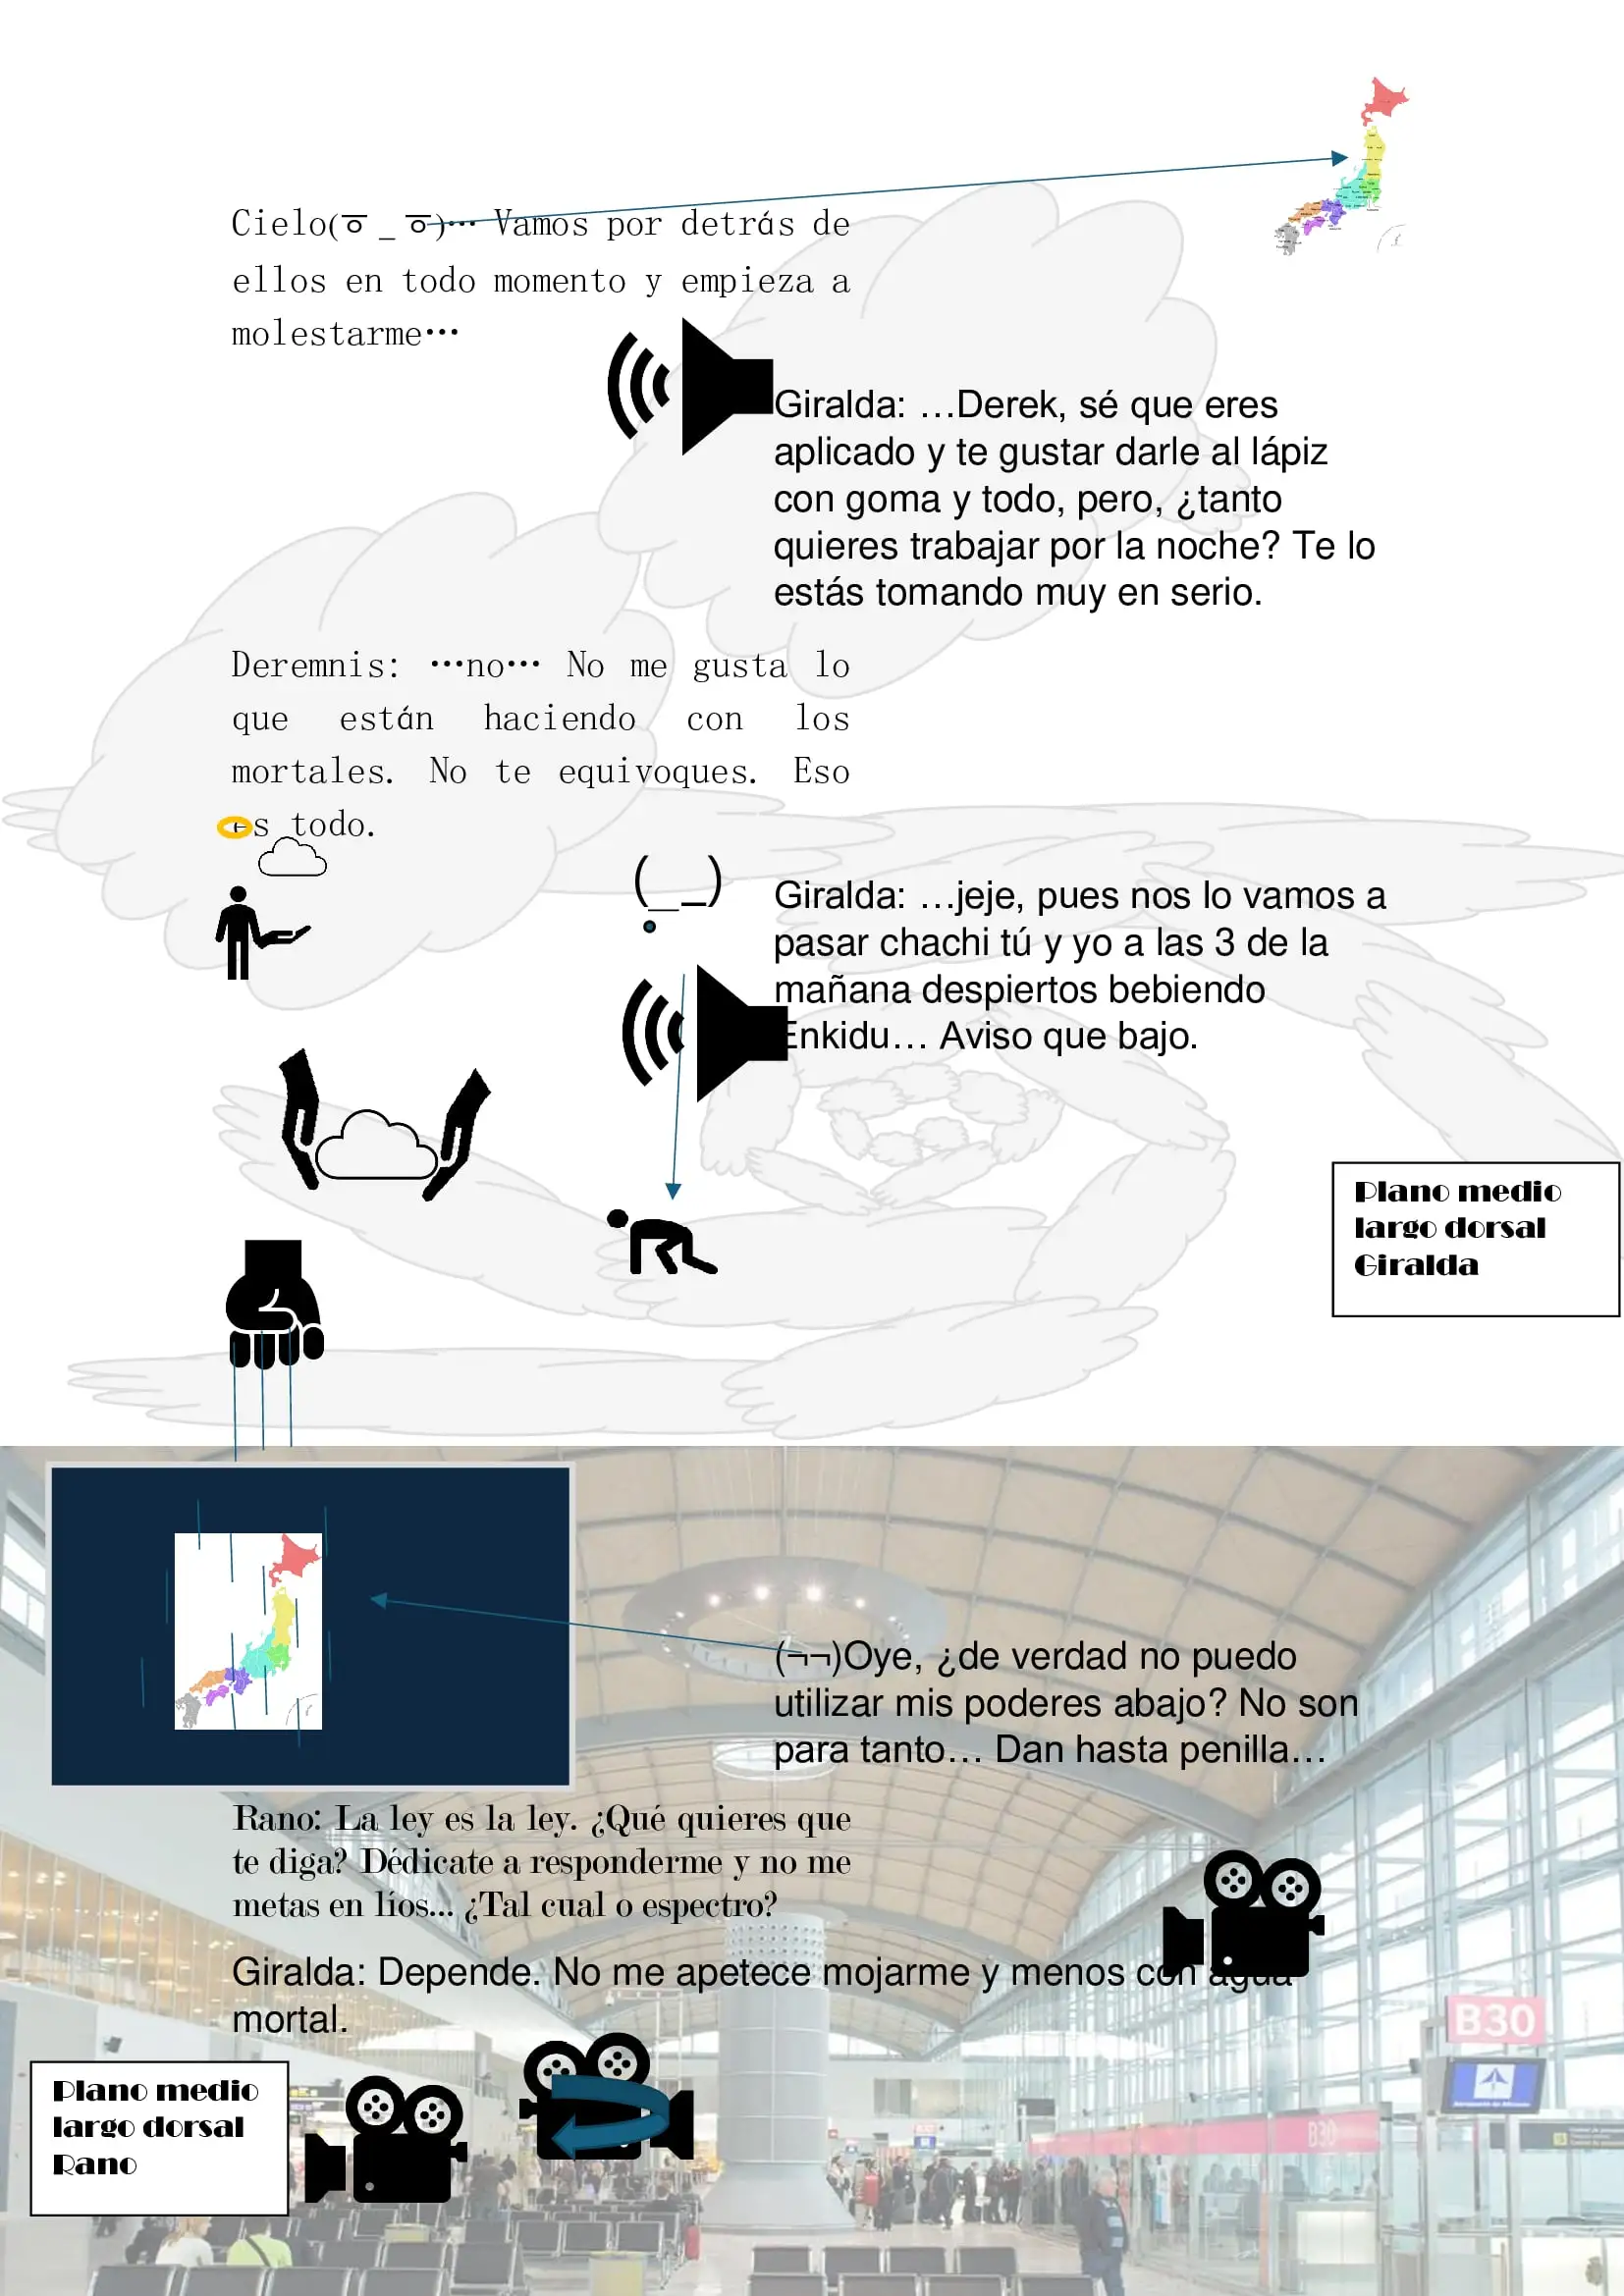 Cielo(ㆆ _ ㆆ)… Vamos por detrás de
ellos en todo momento y empieza a
molestarme…
Giralda: …Derek, sé que eres
aplicado y te gustar darle al lápiz
con goma y todo, pero, ¿tanto
quieres trabajar por la noche? Te lo
estás tomando muy en serio.
Deremnis: …no… No me gusta lo
que están haciendo con los
mortales. No te equivoques. Eso
es todo.
(__)
Giralda: …jeje, pues nos lo vamos a
pasar chachi tú y yo a las 3 de la
mañana despiertos bebiendo
Enkidu… Aviso que bajo.
Plano medio
largo dorsal
Giralda
(¬¬)Oye, ¿de verdad no puedo
utilizar mis poderes abajo? No son
para tanto… Dan hasta penilla…
Rano: La ley es la ley. ¿Qué quieres que
te diga? Dédicate a responderme y no me
metas en líos... ¿Tal cual o espectro?
Giralda: Depende. No me apetece mojarme y menos con agua
mortal.
B30
B30
Plano medio
largo dorsal
Rano